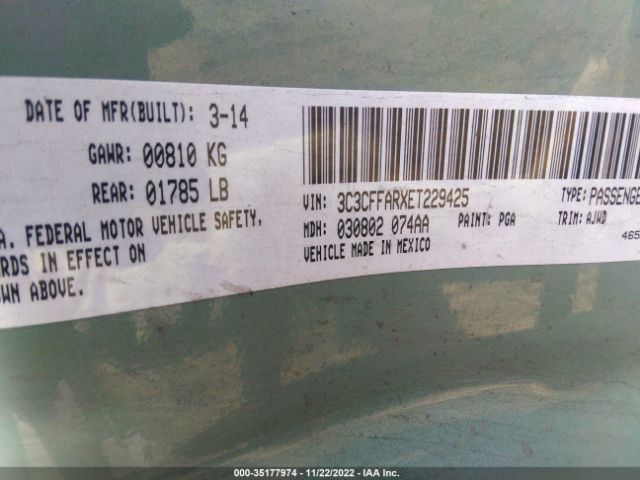 DATE OF MFR(BUILT): 3-14
GAWR: 00810 KG
REAR: 01785 LB
A. FEDERAL MOTOR VEHICLE SAFETY,
RDS IN EFFECT ON
WN ABOVE.
VIN: 3C3CFFARXET229425 TYPE: PASSENGE
MDH: 030802 074AA PAINT: PGA TRIM: AJWD
VEHICLE MADE IN MEXICO 465
000-35177974 - 11/22/2022 - IAA Inc.